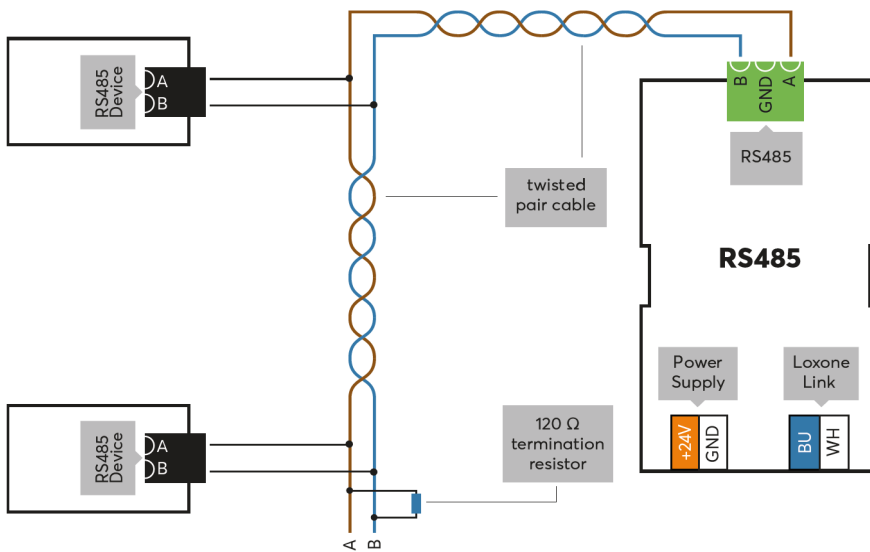 RS485
Device
A
B
B
GND
A
RS485
twisted
pair cable
RS485
Power
Supply
Loxone
Link
+24V
GND
BU
WH
RS485
Device
A
B
120 Ω
termination
resistor
A
B